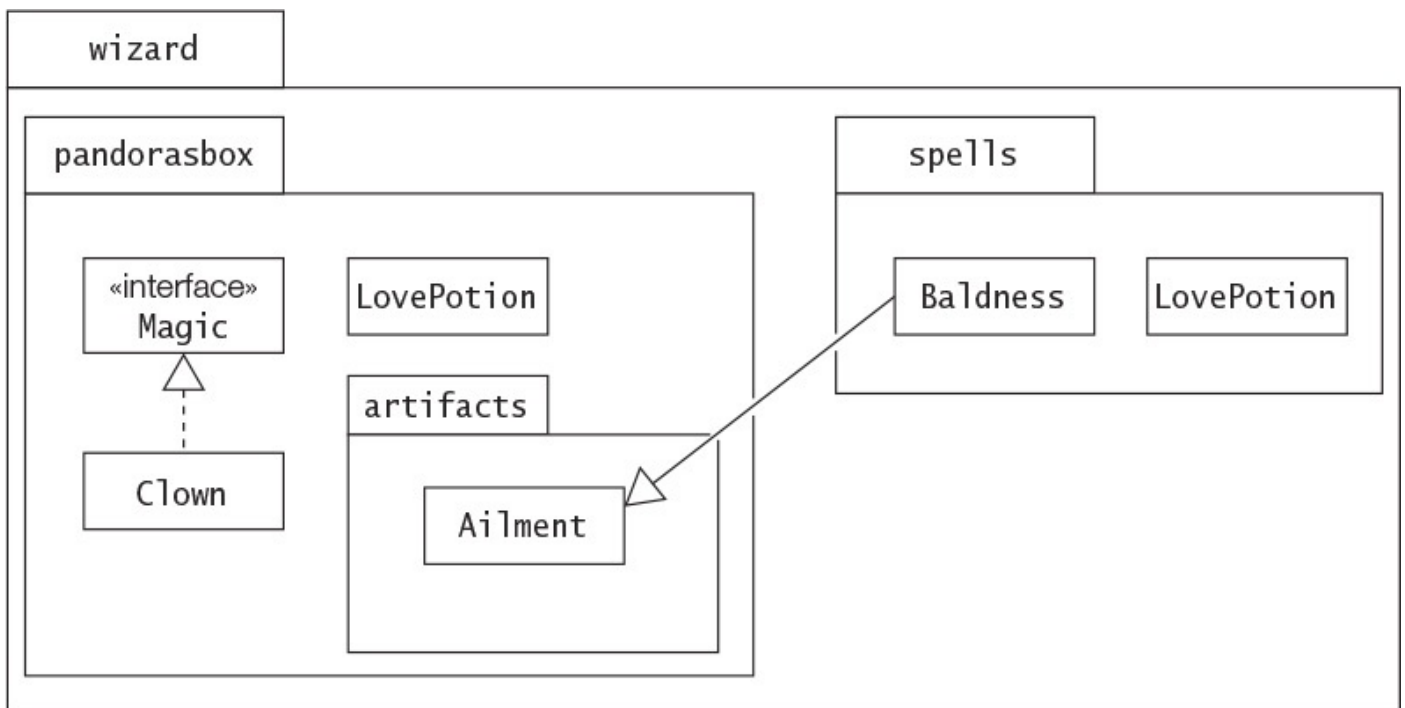 wizard
pandorasbox
spells
«interface»
Magic
LovePotion
Baldness
LovePotion
artifacts
Clown
Ailment